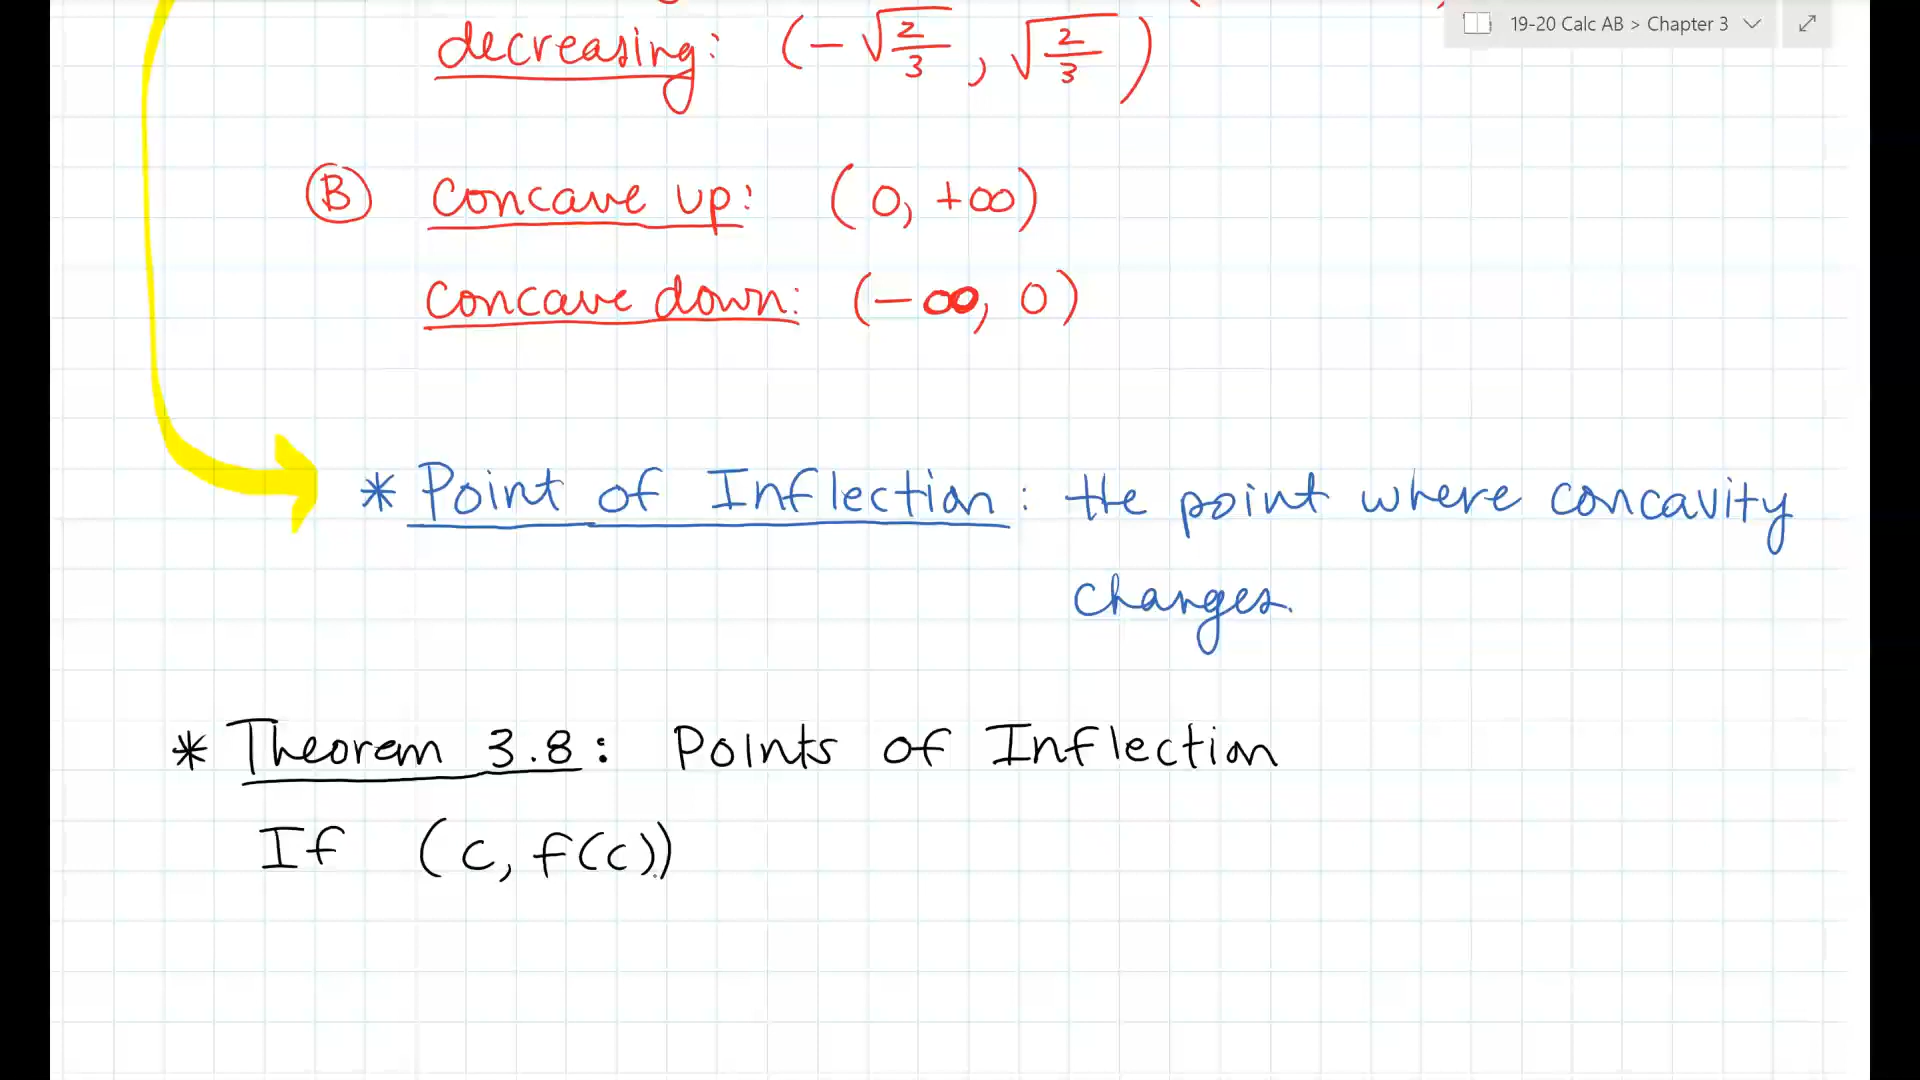 19-20 Calc AB > Chapter 3
decreasing: (-√2/3, √2/3)
Ⓑ concave up: (0, +∞)
concave down: (-∞, 0)
* Point of Inflection: the point where concavity
changes.
* Theorem 3.8: Points of Inflection
If (c, f(c))